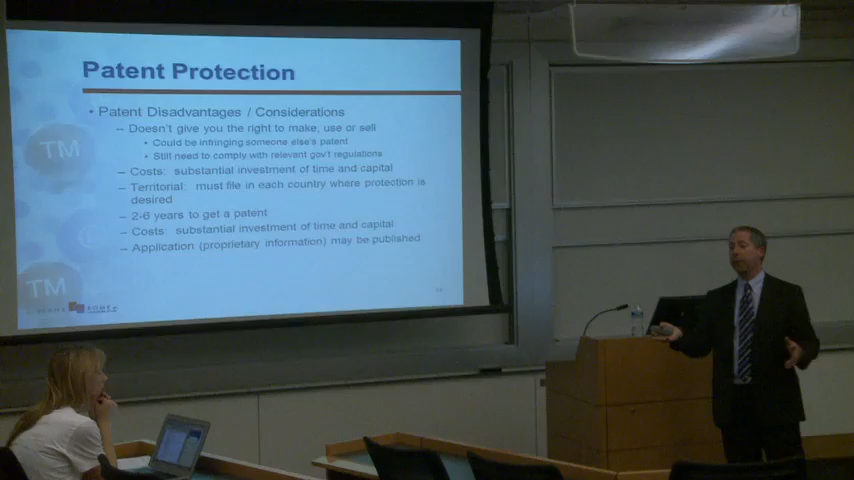 Patent Protection
• Patent Disadvantages / Considerations
– Doesn't give you the right to make, use or sell
• Could be infringing someone else's patent
• Still need to comply with relevant gov't regulations
– Costs: substantial investment of time and capital
– Territorial: must file in each country where protection is
desired
– 2-6 years to get a patent
– Costs: substantial investment of time and capital
– Application (proprietary information) may be published
TM
TM